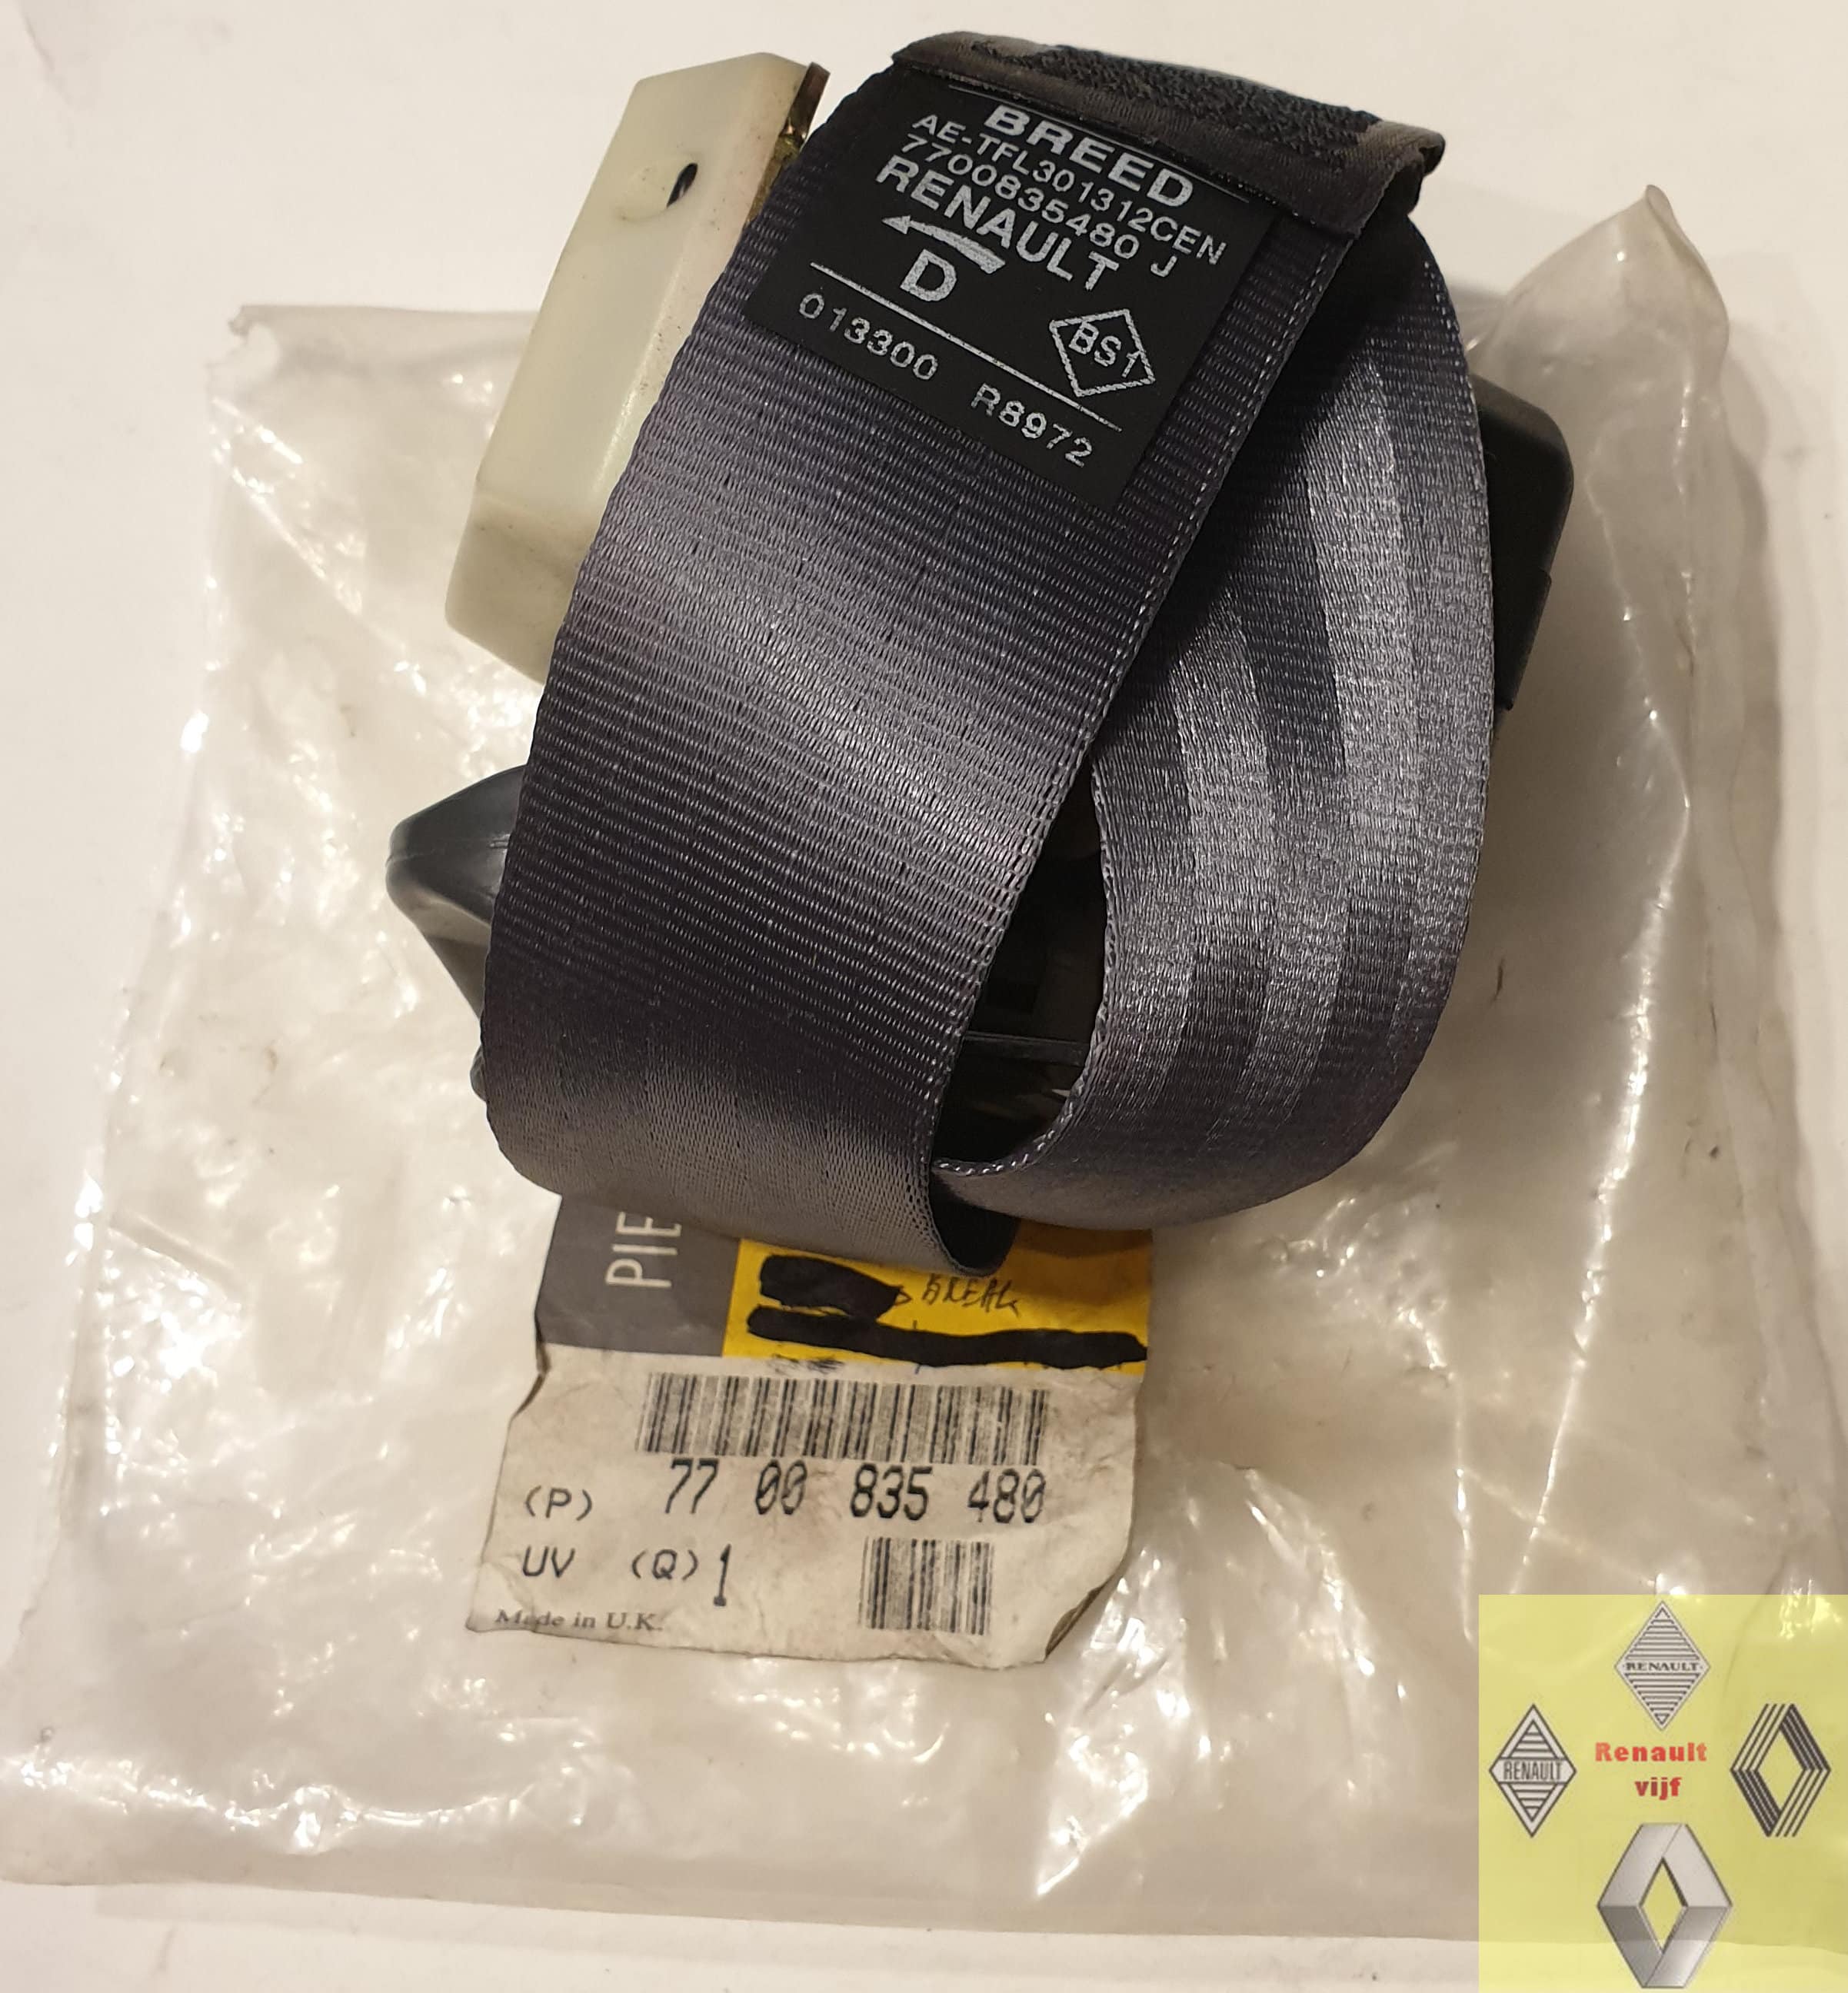 BREED
AE-TFL301312CEN
7700835480 J
RENAULT
D
BS1
013300 R8972
PIE
BREAK
(P) 77 00 835 480
UV (Q) 1
Made in U.K.
RENAULT
RENAULT
Renault
vijf